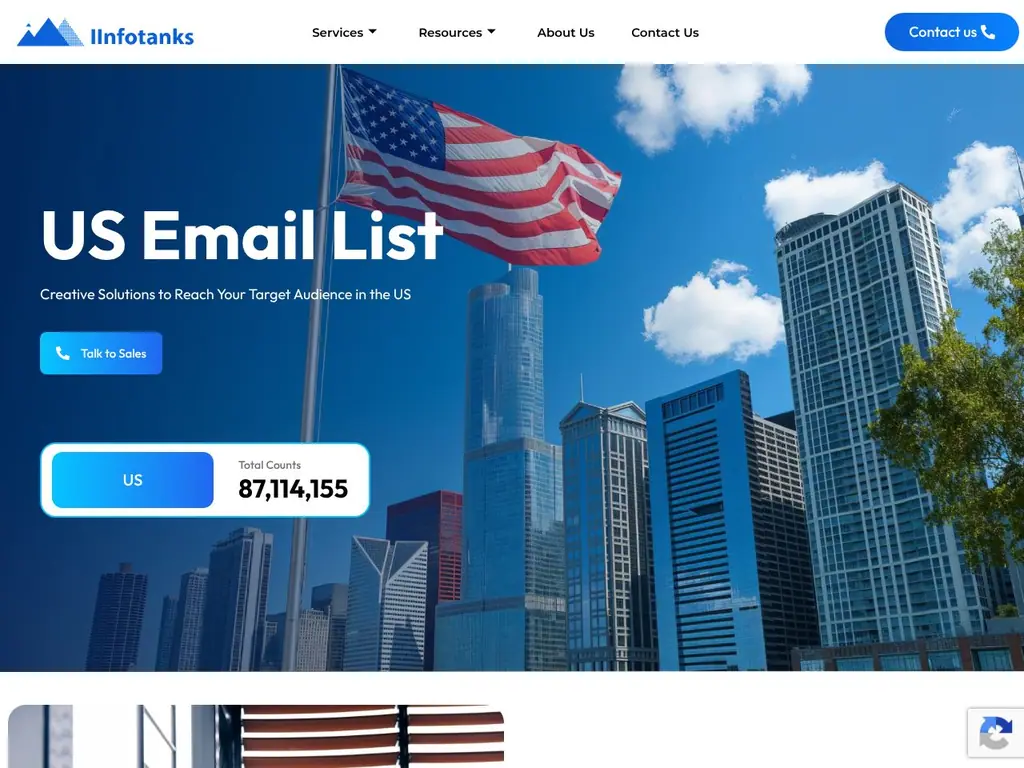 IInfotanks
Services
Resources
About Us
Contact Us
Contact us
US Email List
Creative Solutions to Reach Your Target Audience in the US
Talk to Sales
US
Total Counts
87,114,155